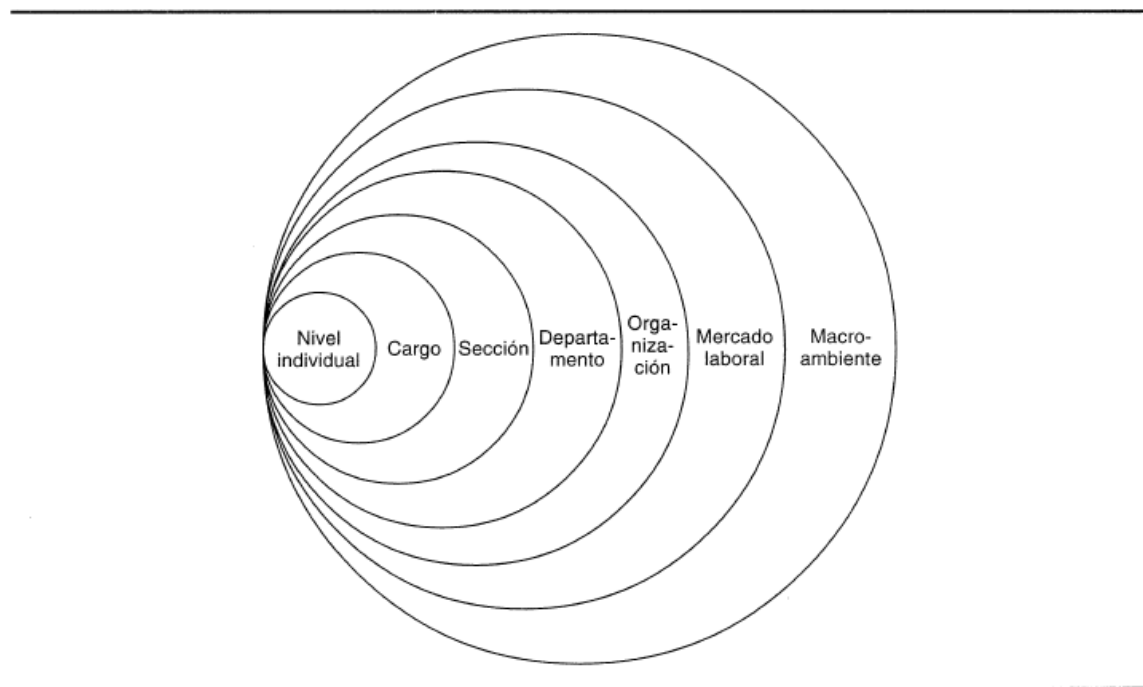 Nivel
individual
Cargo
Sección
Departa-
mento
Orga-
niza-
ción
Mercado
laboral
Macro-
ambiente